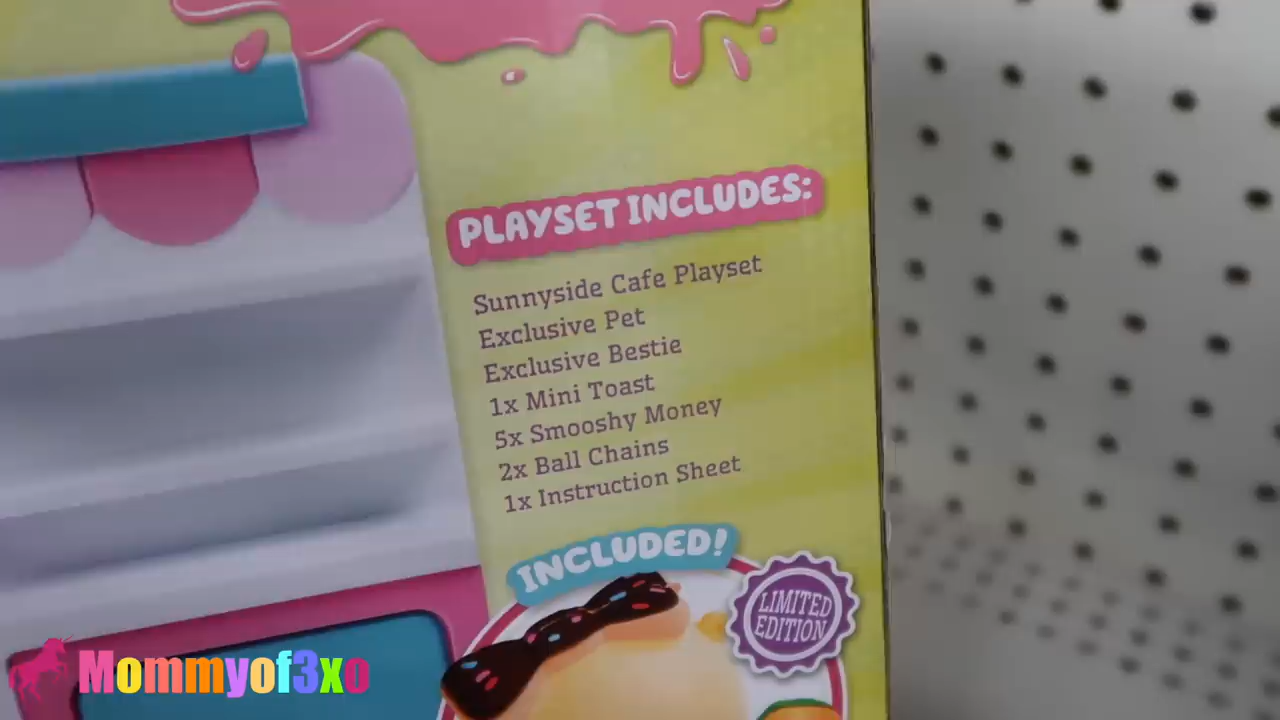 PLAYSET INCLUDES:
Sunnyside Cafe Playset
Exclusive Pet
Exclusive Bestie
1x Mini Toast
5x Smooshy Money
2x Ball Chains
1x Instruction Sheet
INCLUDED!
LIMITED
EDITION
Mommyof3xo